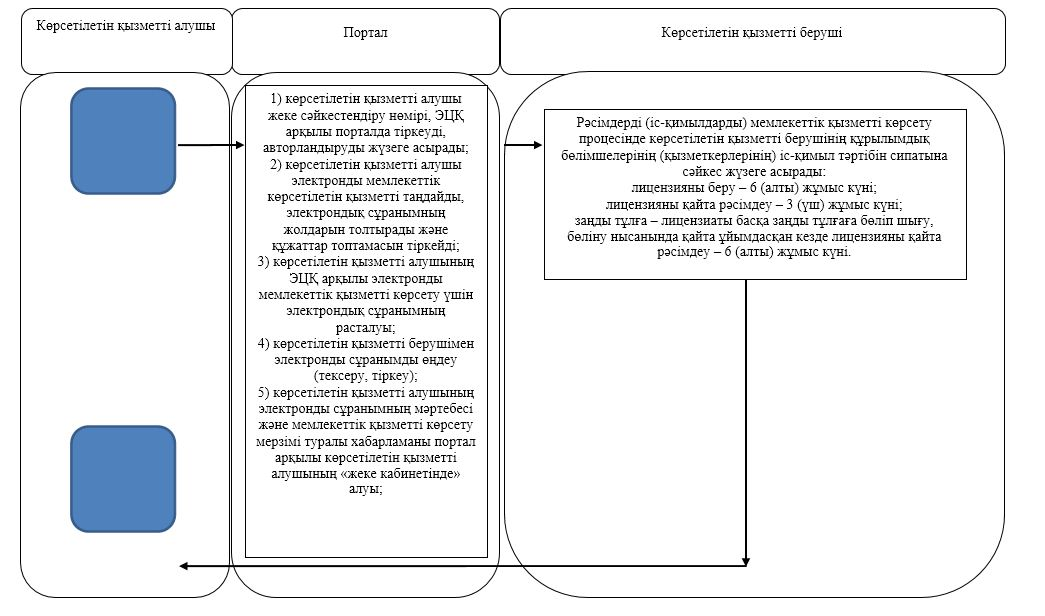 Көрсетілетін қызметті алушы
Портал
Көрсетілетін қызметті беруші
1) көрсетілетін қызметті алушы
жеке сәйкестендіру нөмірі, ЭЦҚ
арқылы порталда тіркеуді,
авторландыруды жүзеге асырады;
2) көрсетілетін қызметті алушы
электронды мемлекеттік
көрсетілетін қызметті таңдайды,
электрондық сұранымның
жолдарын толтырады және
құжаттар топтамасын тіркейді;
3) көрсетілетін қызметті алушының
ЭЦҚ арқылы электронды
мемлекеттік қызметті көрсету үшін
электрондық сұранымның
расталуы;
4) көрсетілетін қызметті берушімен
электронды сұранымды өңдеу
(тексеру, тіркеу);
5) көрсетілетін қызметті алушының
электронды сұранымның мәртебесі
және мемлекеттік қызметті көрсету
мерзімі туралы хабарламаны портал
арқылы көрсетілетін қызметті
алушының «жеке кабинетінде»
алуы;
Рәсімдерді (іс-қимылдарды) мемлекеттік қызметті көрсету
процесінде көрсетілетін қызметті берушінің құрылымдық
бөлімшелерінің (қызметкерлерінің) іс-қимыл тәртібін сипатына
сәйкес жүзеге асырады:
лицензияны беру – 6 (алты) жұмыс күні;
лицензияны қайта рәсімдеу – 3 (үш) жұмыс күні;
заңды тұлға – лицензиаты басқа заңды тұлғаға бөліп шығу,
бөліну нысанында қайта ұйымдасқан кезде лицензияны қайта
рәсімдеу – 6 (алты) жұмыс күні.